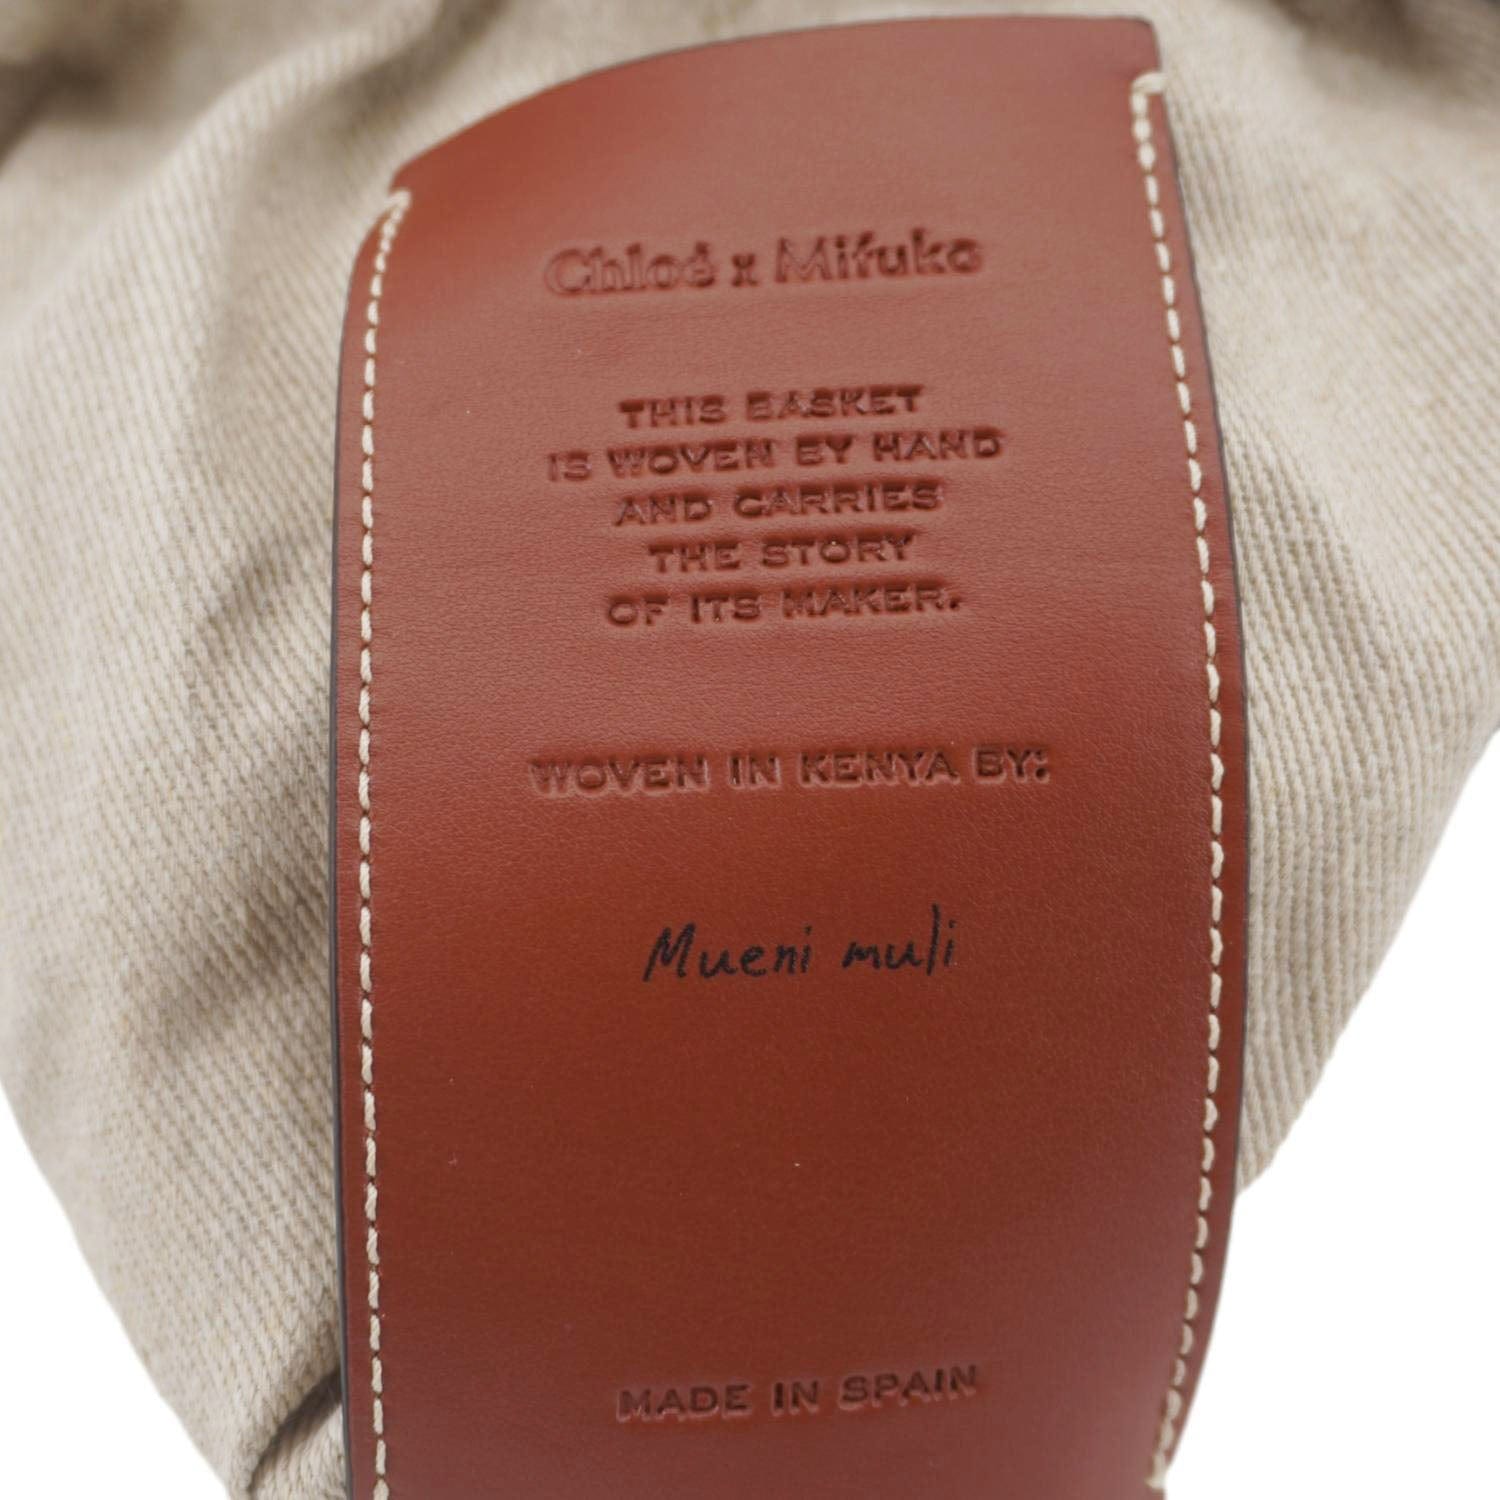 Chloé x Mifuko
THIS BASKET
IS WOVEN BY HAND
AND CARRIES
THE STORY
OF ITS MAKER.
WOVEN IN KENYA BY:
Mueni muli
MADE IN SPAIN